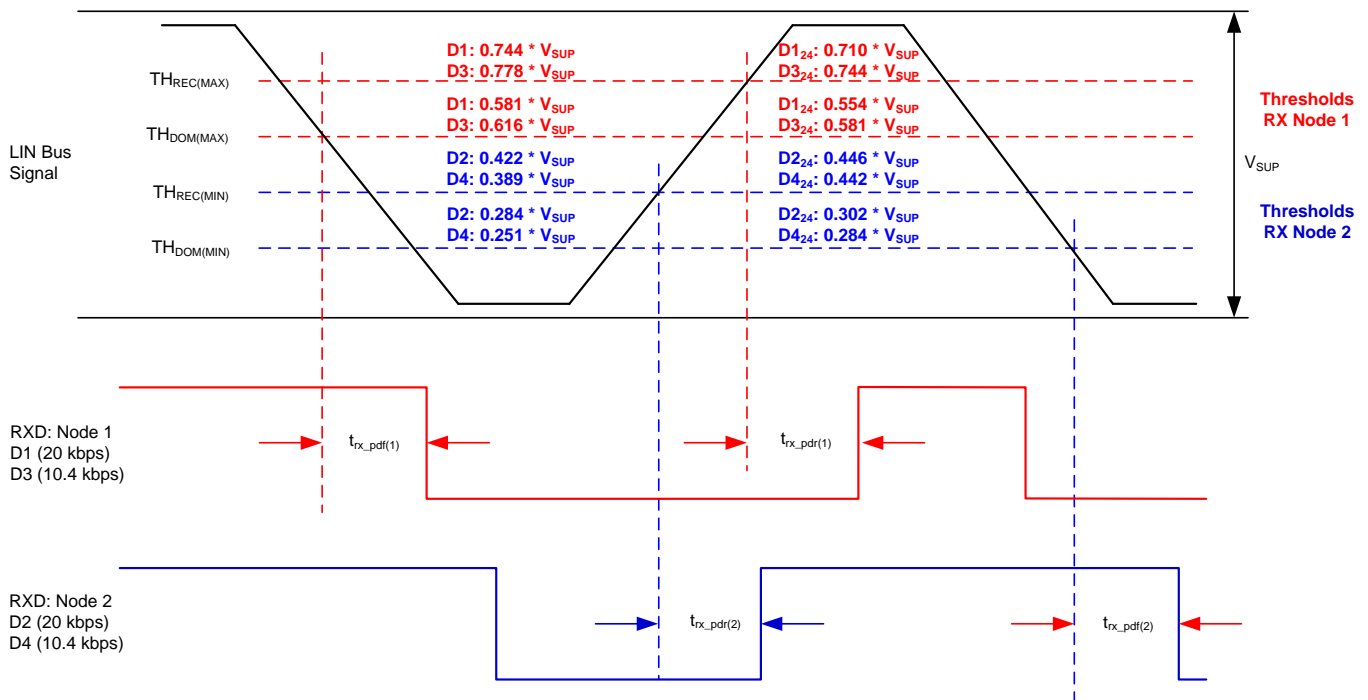 D1: 0.744 * VSUP
D3: 0.778 * VSUP
D124: 0.710 * VSUP
D324: 0.744 * VSUP
THREC(MAX)
D1: 0.581 * VSUP
D3: 0.616 * VSUP
D124: 0.554 * VSUP
D324: 0.581 * VSUP
Thresholds
RX Node 1
THDOM(MAX)
LIN Bus
Signal
D2: 0.422 * VSUP
D4: 0.389 * VSUP
D224: 0.446 * VSUP
D424: 0.442 * VSUP
VSUP
THREC(MIN)
D2: 0.284 * VSUP
D4: 0.251 * VSUP
D224: 0.302 * VSUP
D424: 0.284 * VSUP
Thresholds
RX Node 2
THDOM(MIN)
RXD: Node 1
D1 (20 kbps)
D3 (10.4 kbps)
trx_pdf(1)
trx_pdr(1)
RXD: Node 2
D2 (20 kbps)
D4 (10.4 kbps)
trx_pdr(2)
trx_pdf(2)